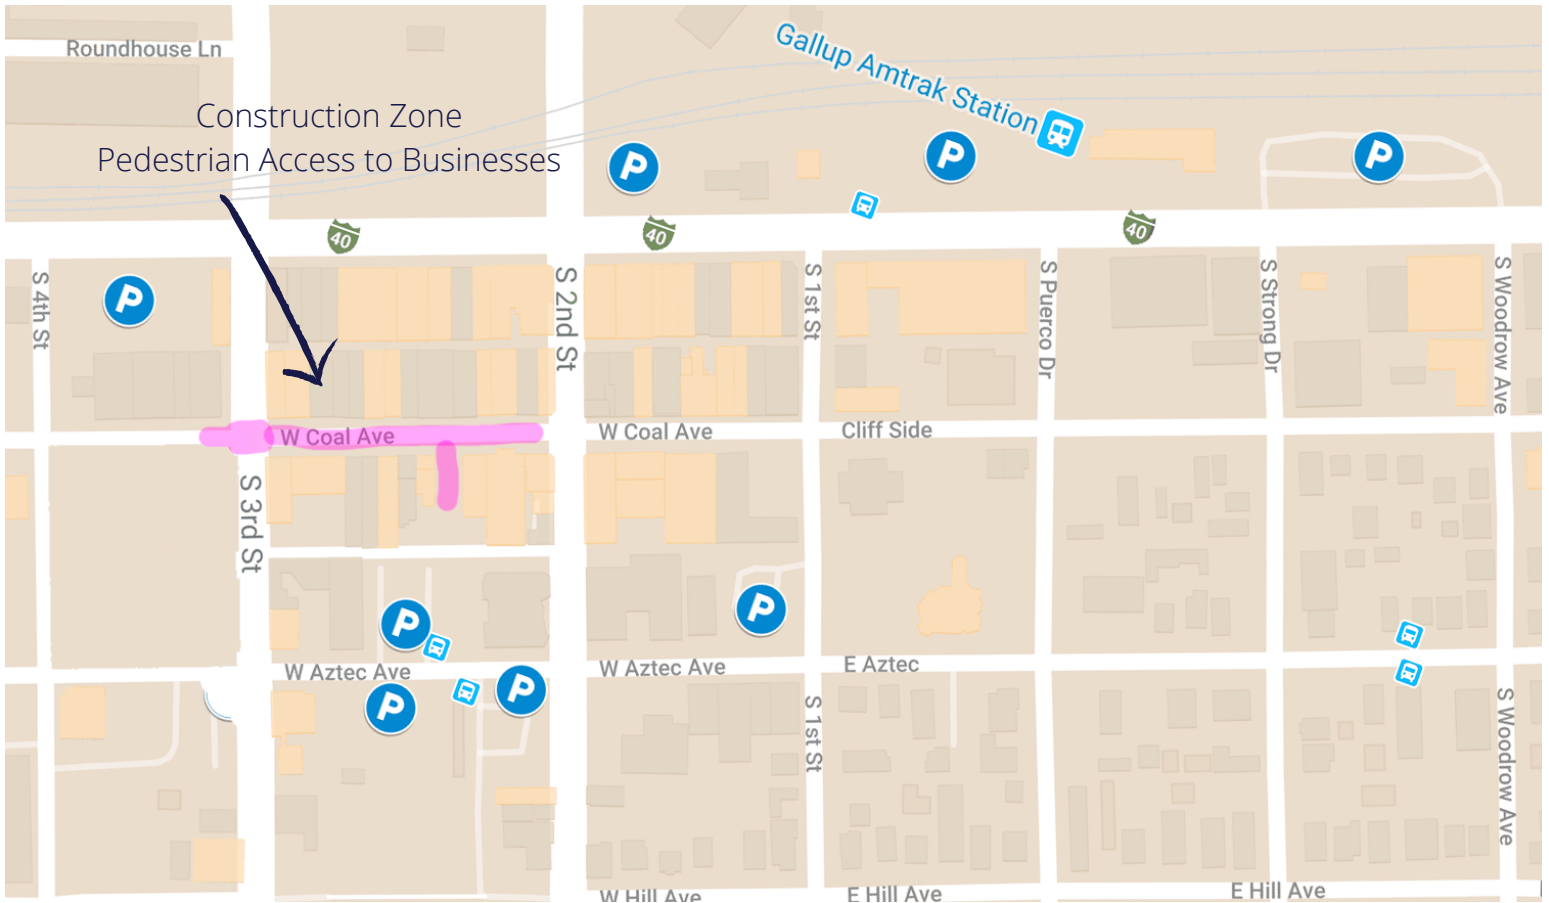 Roundhouse Ln
Gallup Amtrak Station
Construction Zone
Pedestrian Access to Businesses
P
P
P
40
40
40
S 4th St
P
S 2nd St
S 1st St
S Puerco Dr
S Strong Dr
S Woodrow Ave
W Coal Ave
W Coal Ave
Cliff Side
S 3rd St
P
P
W Aztec Ave
W Aztec Ave
E Aztec
P
P
S 1st St
S Woodrow Ave
W Hill Ave
E Hill Ave
E Hill Ave